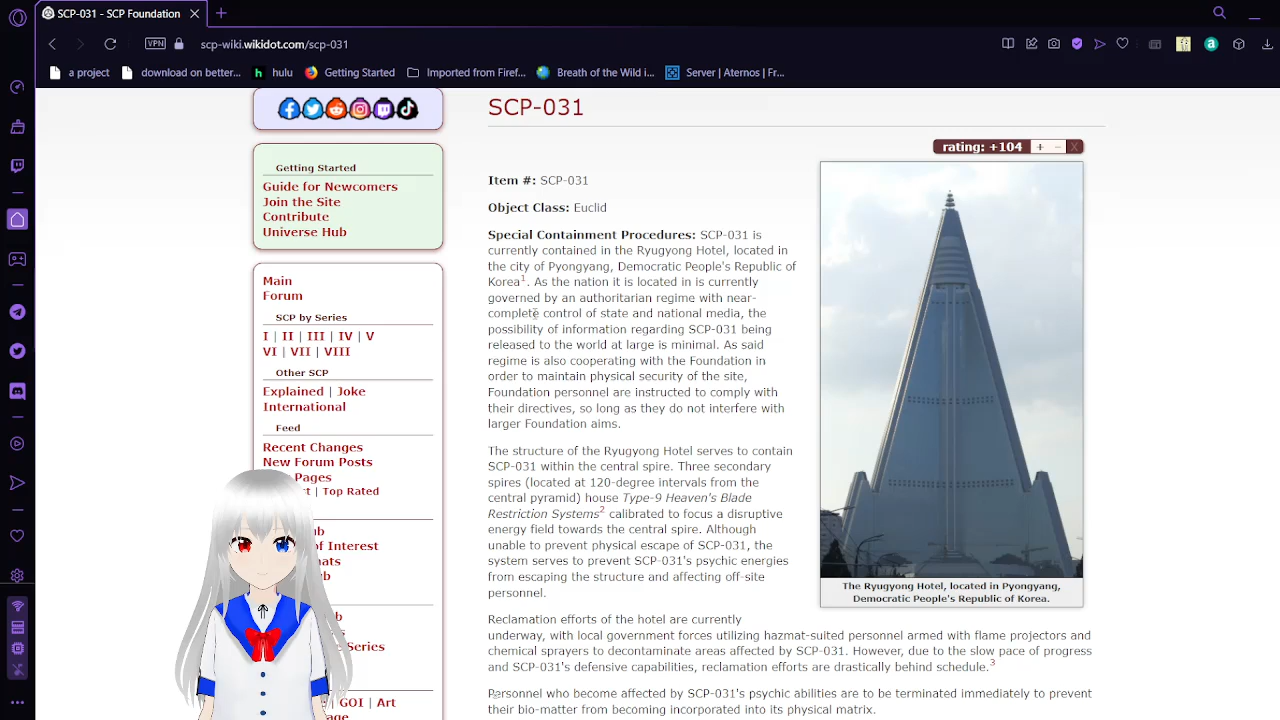 SCP-031 - SCP Foundation
VPN
scp-wiki.wikidot.com/scp-031
a project
download on better...
hulu
Getting Started
Imported from Firef...
Breath of the Wild i...
Server | Aternos | Fr...
Getting Started
Guide for Newcomers
Join the Site
Contribute
Universe Hub
Main
Forum
SCP by Series
I | II | III | IV | V
VI | VII | VIII
Other SCP
Explained | Joke
International
Feed
Recent Changes
New Forum Posts
Pages
| Top Rated
of Interest
Series
GOI | Art
SCP-031
rating: +104 + − X
Item #: SCP-031
Object Class: Euclid
Special Containment Procedures: SCP-031 is
currently contained in the Ryugyong Hotel, located in
the city of Pyongyang, Democratic People's Republic of
Korea1. As the nation it is located in is currently
governed by an authoritarian regime with near-
complete control of state and national media, the
possibility of information regarding SCP-031 being
released to the world at large is minimal. As said
regime is also cooperating with the Foundation in
order to maintain physical security of the site,
Foundation personnel are instructed to comply with
their directives, so long as they do not interfere with
larger Foundation aims.
The structure of the Ryugyong Hotel serves to contain
SCP-031 within the central spire. Three secondary
spires (located at 120-degree intervals from the
central pyramid) house Type-9 Heaven's Blade
Restriction Systems2 calibrated to focus a disruptive
energy field towards the central spire. Although
unable to prevent physical escape of SCP-031, the
system serves to prevent SCP-031's psychic energies
from escaping the structure and affecting off-site
personnel.
The Ryugyong Hotel, located in Pyongyang,
Democratic People's Republic of Korea.
Reclamation efforts of the hotel are currently
underway, with local government forces utilizing hazmat-suited personnel armed with flame projectors and
chemical sprayers to decontaminate areas affected by SCP-031. However, due to the slow pace of progress
and SCP-031's defensive capabilities, reclamation efforts are drastically behind schedule.3
Personnel who become affected by SCP-031's psychic abilities are to be terminated immediately to prevent
their bio-matter from becoming incorporated into its physical matrix.